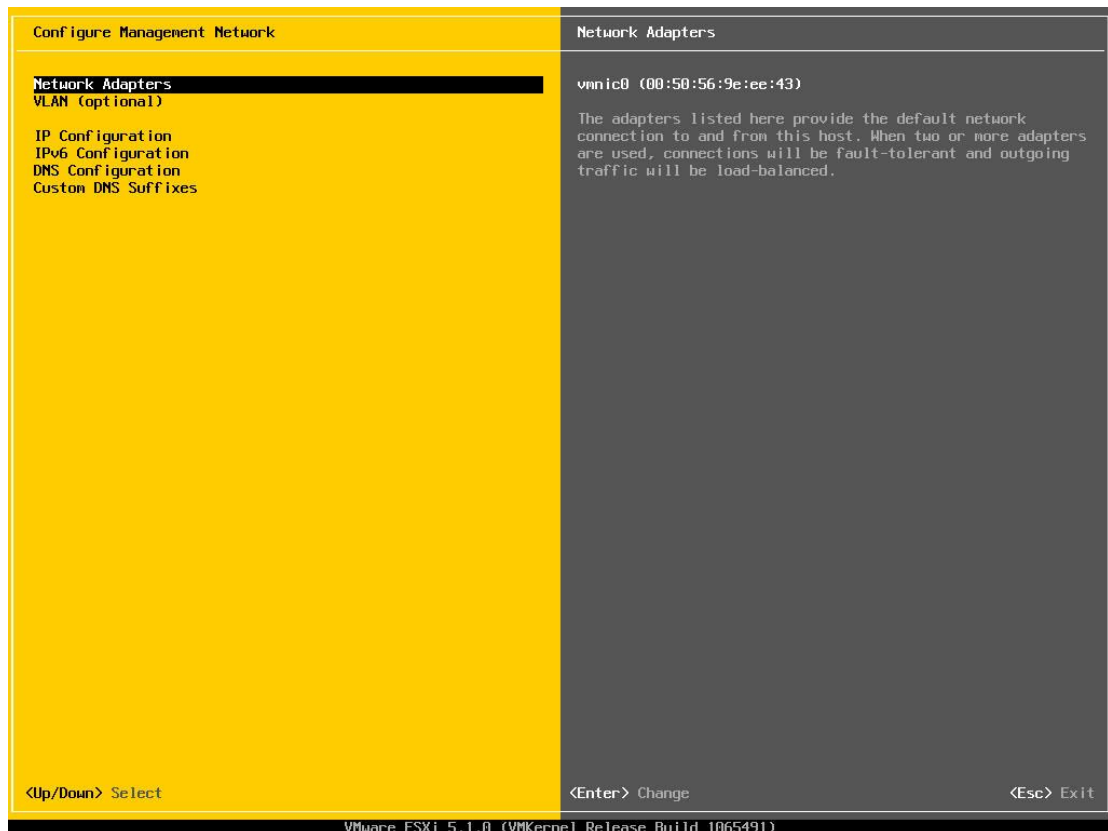 Configure Management Network
Network Adapters
Network Adapters
VLAN (optional)
IP Configuration
IPv6 Configuration
DNS Configuration
Custom DNS Suffixes
vmnic0 (00:50:56:9e:ee:43)
The adapters listed here provide the default network
connection to and from this host. When two or more adapters
are used, connections will be fault-tolerant and outgoing
traffic will be load-balanced.
<Up/Down> Select
<Enter> Change
<Esc> Exit
VMware ESXi 5.1.0 (VMKernel Release Build 1065491)